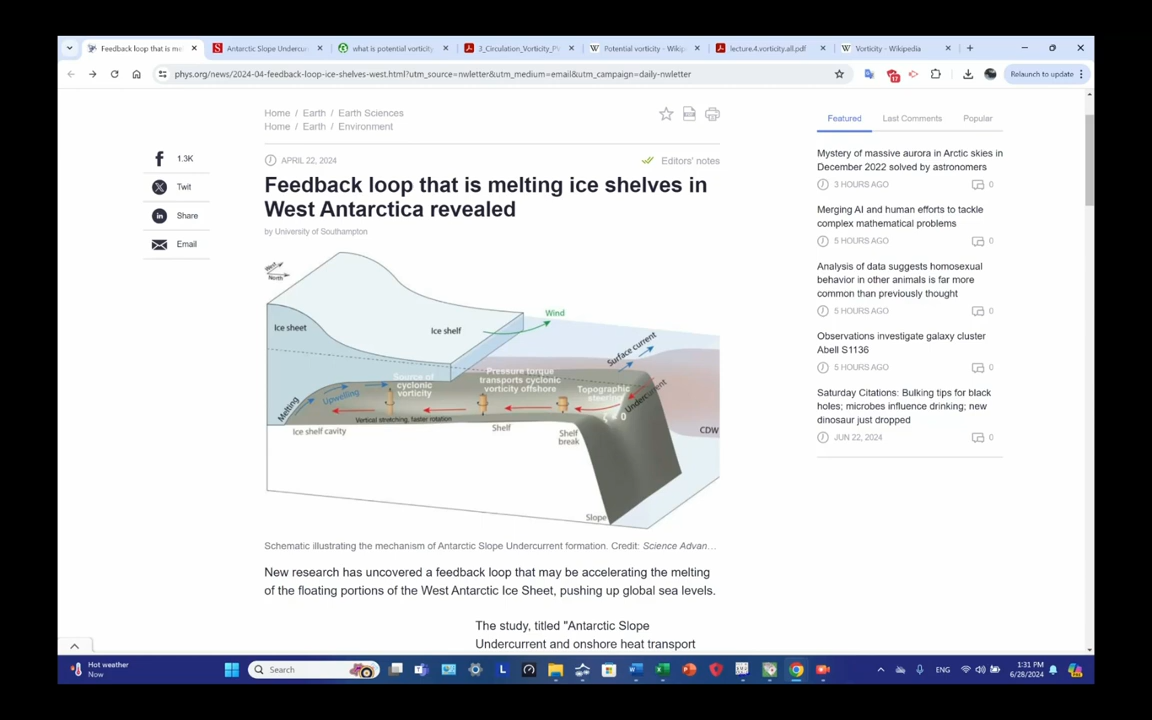 Feedback loop that is me
Antarctic Slope Undercur
what is potential vorticity
3_Circulation_Vorticity_P
Potential vorticity - Wikip
lecture.4.vorticity.all.pdf
Vorticity - Wikipedia
phys.org/news/2024-04-feedback-loop-ice-shelves-west.html?utm_source=nwletter&utm_medium=email&utm_campaign=daily-nwletter
17
Relaunch to update
Home / Earth / Earth Sciences
Home / Earth / Environment
APRIL 22, 2024
Editors' notes
1.3K
Twit
Share
Email
Feedback loop that is melting ice shelves in
West Antarctica revealed
by University of Southampton
West
North
Ice sheet
Ice shelf
Wind
Surface current
Source of
cyclonic
vorticity
Pressure torque
transports cyclonic
vorticity offshore
Topographic
steering
Undercurrent
Melting
Upwelling
Vertical stretching, faster rotation
Ice shelf cavity
Shelf
Shelf
break
CDW
Slope
Schematic illustrating the mechanism of Antarctic Slope Undercurrent formation. Credit: Science Advan…
New research has uncovered a feedback loop that may be accelerating the melting
of the floating portions of the West Antarctic Ice Sheet, pushing up global sea levels.
The study, titled "Antarctic Slope
Undercurrent and onshore heat transport
Featured
Last Comments
Popular
Mystery of massive aurora in Arctic skies in
December 2022 solved by astronomers
3 HOURS AGO
0
Merging AI and human efforts to tackle
complex mathematical problems
5 HOURS AGO
0
Analysis of data suggests homosexual
behavior in other animals is far more
common than previously thought
5 HOURS AGO
0
Observations investigate galaxy cluster
Abell S1136
5 HOURS AGO
0
Saturday Citations: Bulking tips for black
holes; microbes influence drinking; new
dinosaur just dropped
JUN 22, 2024
0
Hot weather
Now
Search
ENG
1:31 PM
6/28/2024